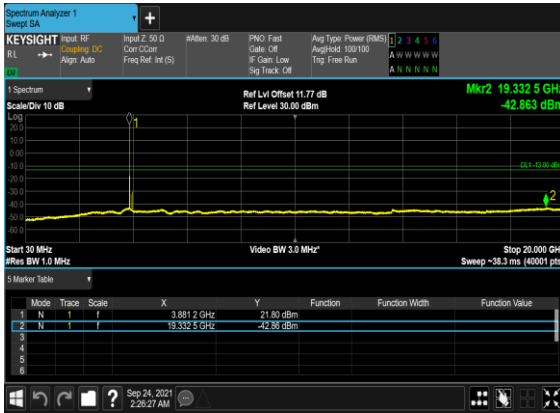 Spectrum Analyzer 1
Swept SA
KEYSIGHT
RL
Input: RF
Coupling: DC
Align: Auto
Input Z: 50 Ω
Corr CCorr
Freq Ref: Int (S)
#Atten: 30 dB
PNO: Fast
Gate: Off
IF Gain: Low
Sig Track: Off
Avg Type: Power (RMS)
Avg|Hold: 100/100
Trig: Free Run
1 2 3 4 5 6
A W W W W W
A N N N N N
1 Spectrum
Scale/Div 10 dB
Ref Lvl Offset 11.77 dB
Ref Level 30.00 dBm
Mkr2 19.332 5 GHz
-42.863 dBm
Log
20.0
10.0
0.00
-10.0
-20.0
-30.0
-40.0
-50.0
-60.0
1
DL1 -13.00 dBm
2
Start 30 MHz
#Res BW 1.0 MHz
Video BW 3.0 MHz*
Stop 20.000 GH
Sweep ~38.3 ms (40001 pts
5 Marker Table
Mode Trace Scale X Y Function Function Width Function Value
1 N 1 f 3.881 2 GHz 21.80 dBm
2 N 1 f 19.332 5 GHz -42.86 dBm
3
4
5
6
?
Sep 24, 2021
2:26:27 AM